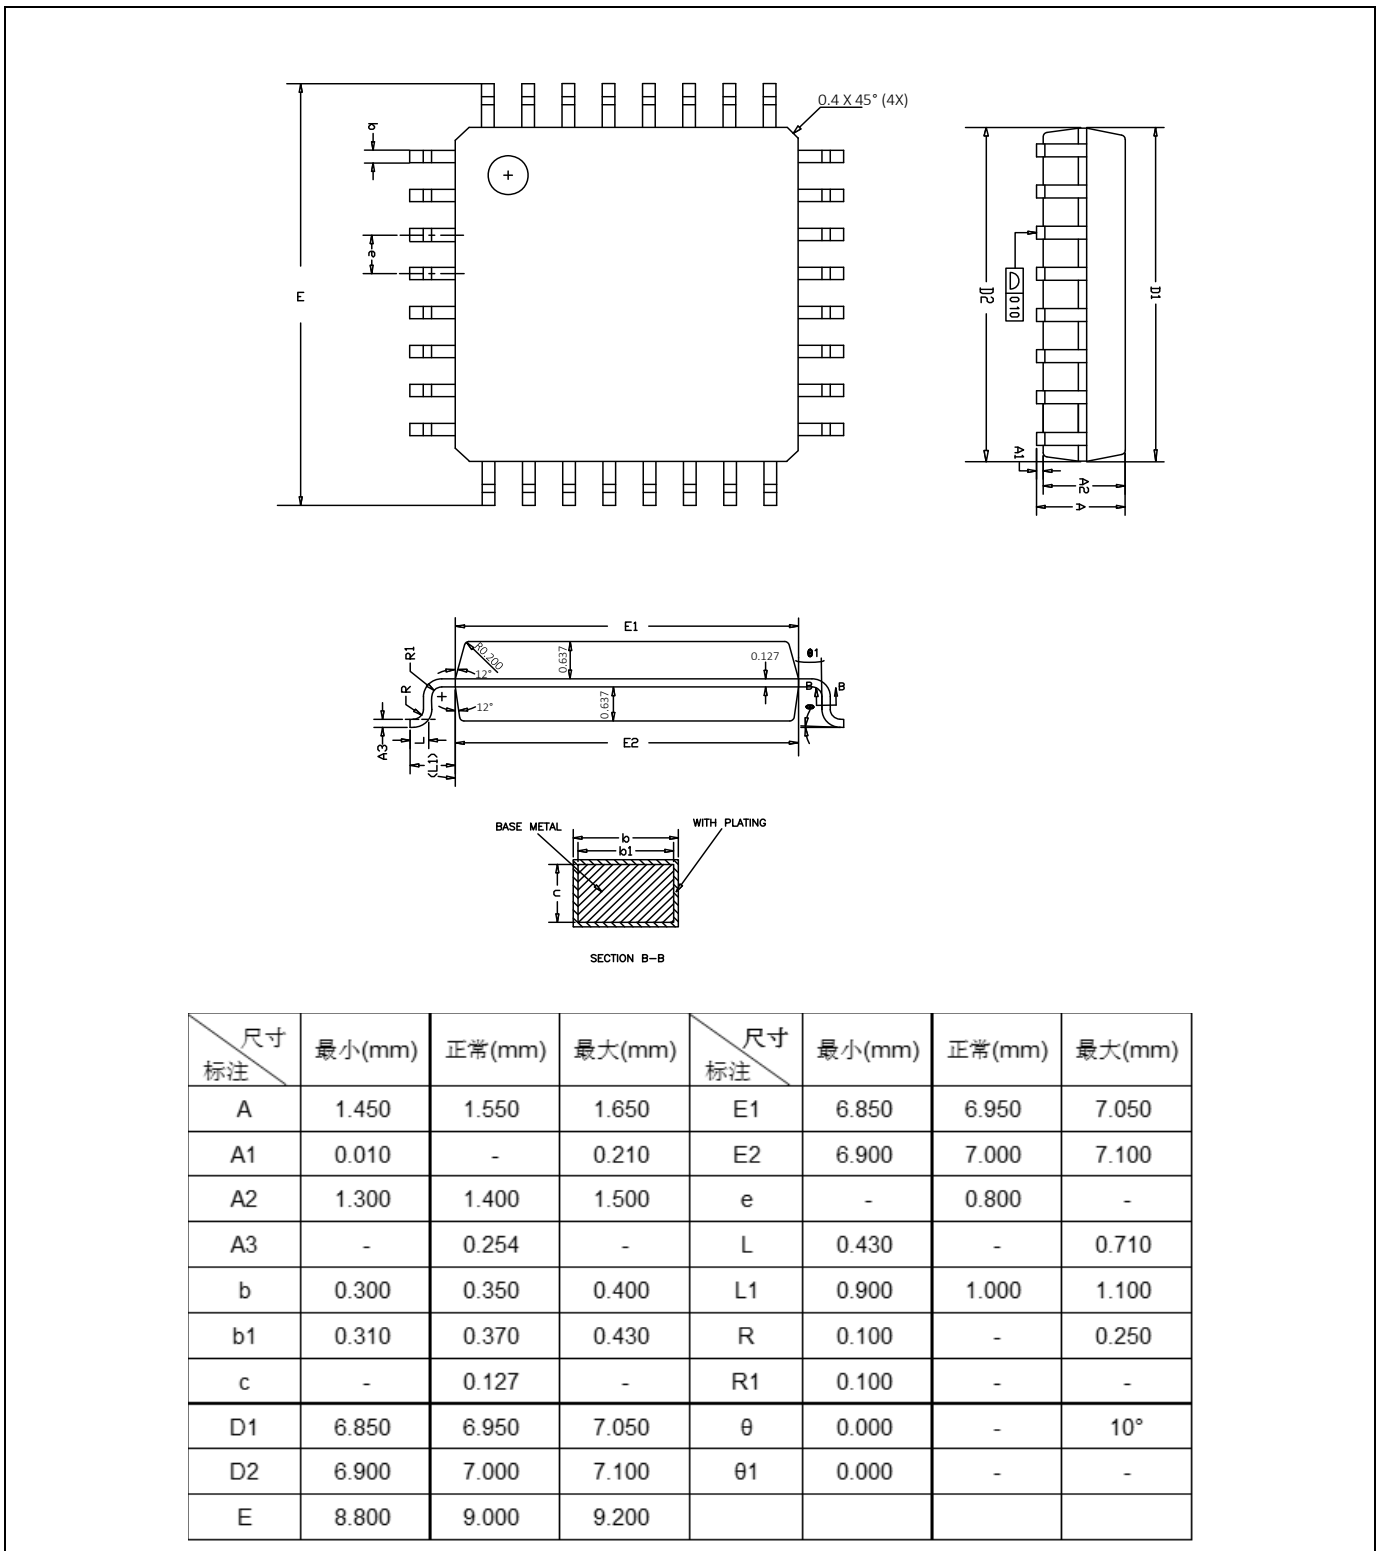 0.4 X 45° (4X)
b
e
E
D2
D
0.10
D1
A1
A2
A
E1
R1
R
R0.200
12°
0.637
0.127
θ1
B
B
12°
0.637
θ
A3
L
(L1)
E2
BASE METAL
WITH PLATING
b
b1
c
SECTION B-B
尺寸 标注 最小(mm) 正常(mm) 最大(mm) 尺寸 标注 最小(mm) 正常(mm) 最大(mm)
A 1.450 1.550 1.650 E1 6.850 6.950 7.050
A1 0.010 - 0.210 E2 6.900 7.000 7.100
A2 1.300 1.400 1.500 e - 0.800 -
A3 - 0.254 - L 0.430 - 0.710
b 0.300 0.350 0.400 L1 0.900 1.000 1.100
b1 0.310 0.370 0.430 R 0.100 - 0.250
c - 0.127 - R1 0.100 - -
D1 6.850 6.950 7.050 θ 0.000 - 10°
D2 6.900 7.000 7.100 θ1 0.000 - -
E 8.800 9.000 9.200